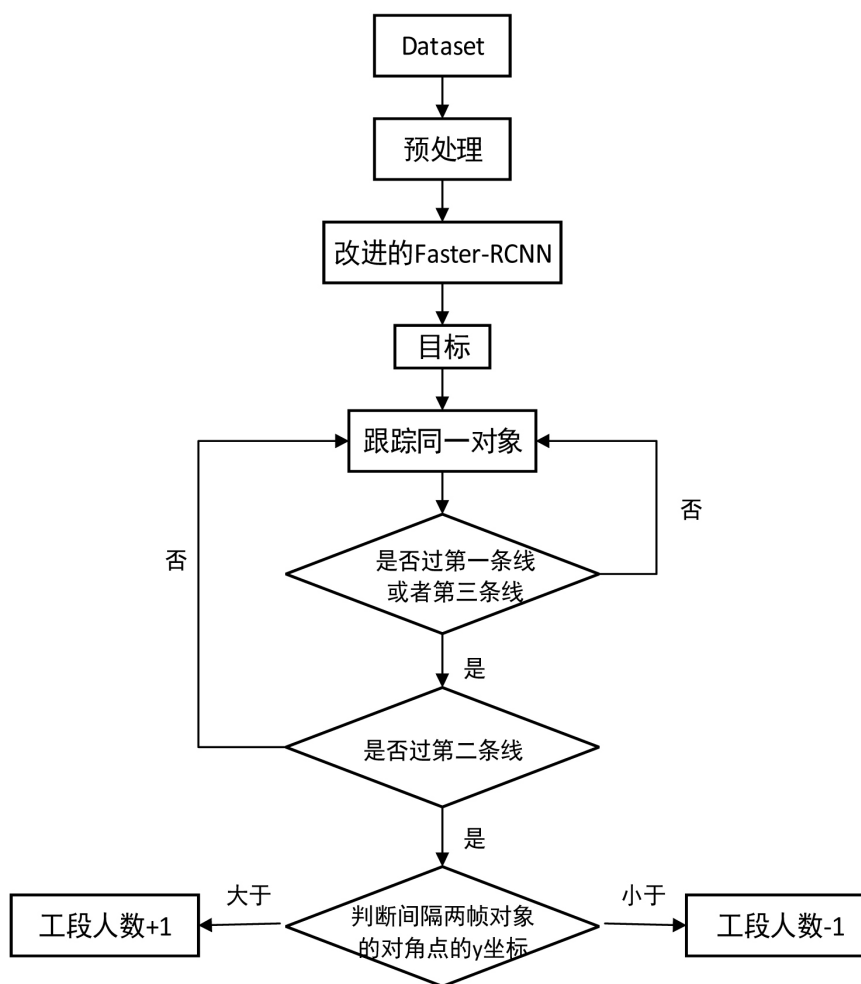 Dataset
预处理
改进的Faster-RCNN
目标
跟踪同一对象
否
否
是否过第一条线
或者第三条线
是
是否过第二条线
是
大于
小于
工段人数+1
判断间隔两帧对象
的对角点的y坐标
工段人数-1